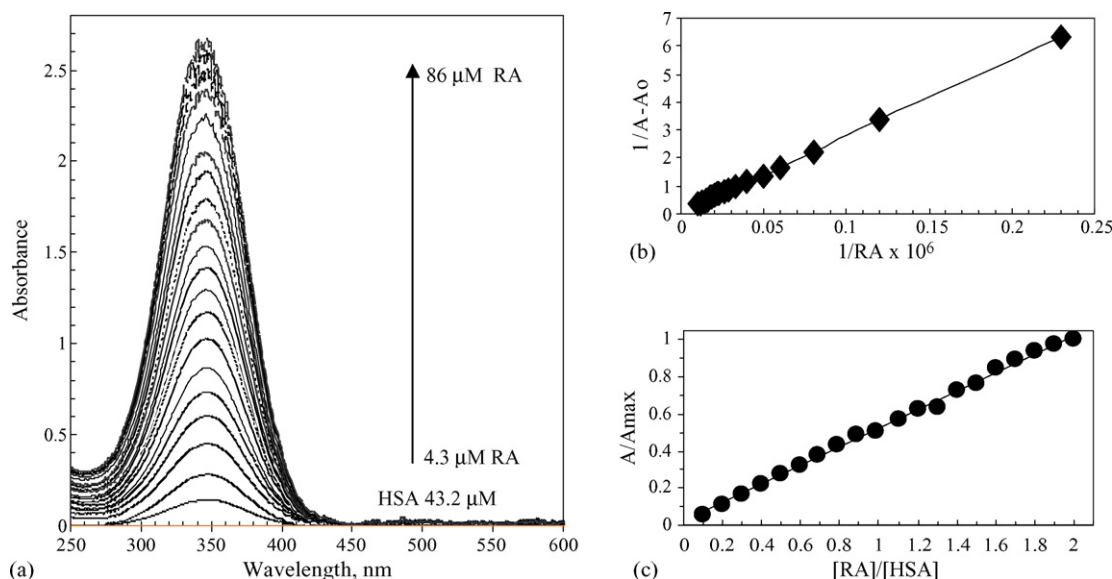 2.5
2
1.5
1
0.5
0
Absorbance
86 μM RA
4.3 μM RA
HSA 43.2 μM
250 300 350 400 450 500 550 600
(a) Wavelength, nm
7
6
5
4
3
2
1
0
1/A-Ao
0 0.05 0.1 0.15 0.2 0.25
(b) 1/RA x 10⁶
1
0.8
0.6
0.4
0.2
0
A/Amax
0 0.2 0.4 0.6 0.8 1 1.2 1.4 1.6 1.8 2
(c) [RA]/[HSA]